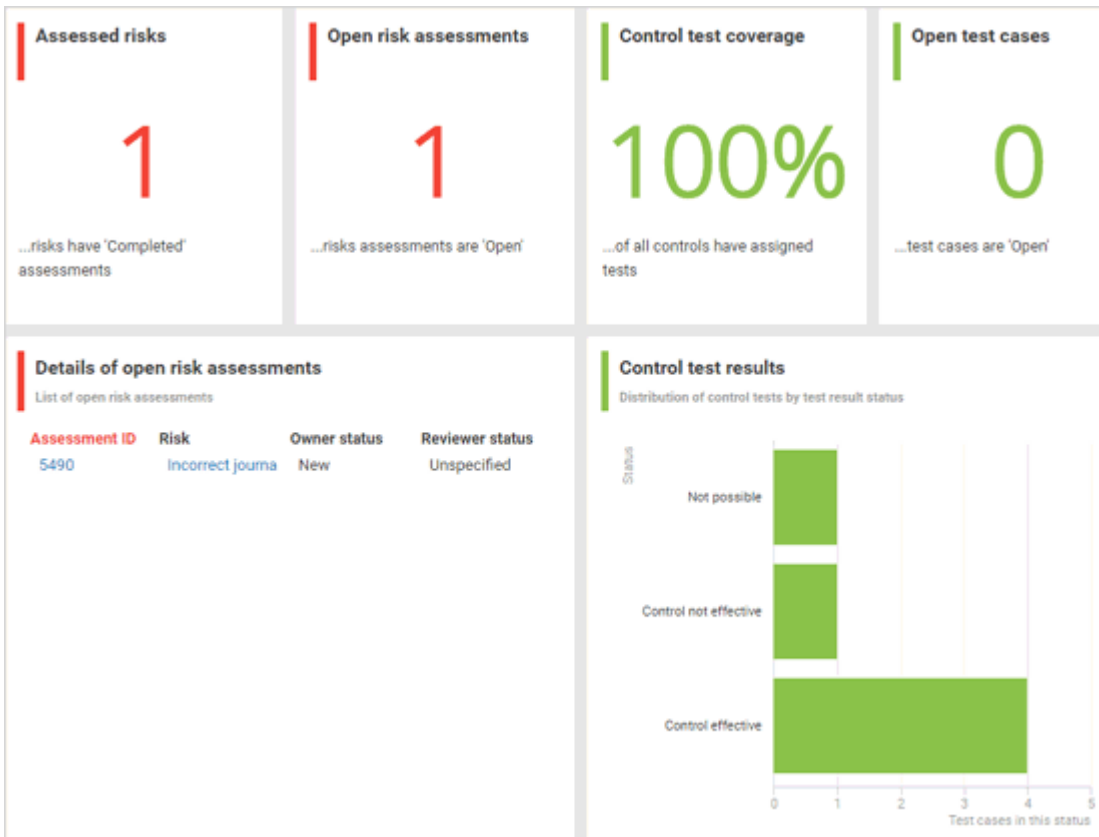 Assessed risks
1
...risks have 'Completed'
assessments
Open risk assessments
1
...risks assessments are 'Open'
Control test coverage
100%
...of all controls have assigned
tests
Open test cases
0
...test cases are 'Open'
Details of open risk assessments
List of open risk assessments
Assessment ID Risk Owner status Reviewer status
5490 Incorrect journa New Unspecified
Control test results
Distribution of control tests by test result status
Status
Not possible
Control not effective
Control effective
0 1 2 3 4 5
Test cases in this status